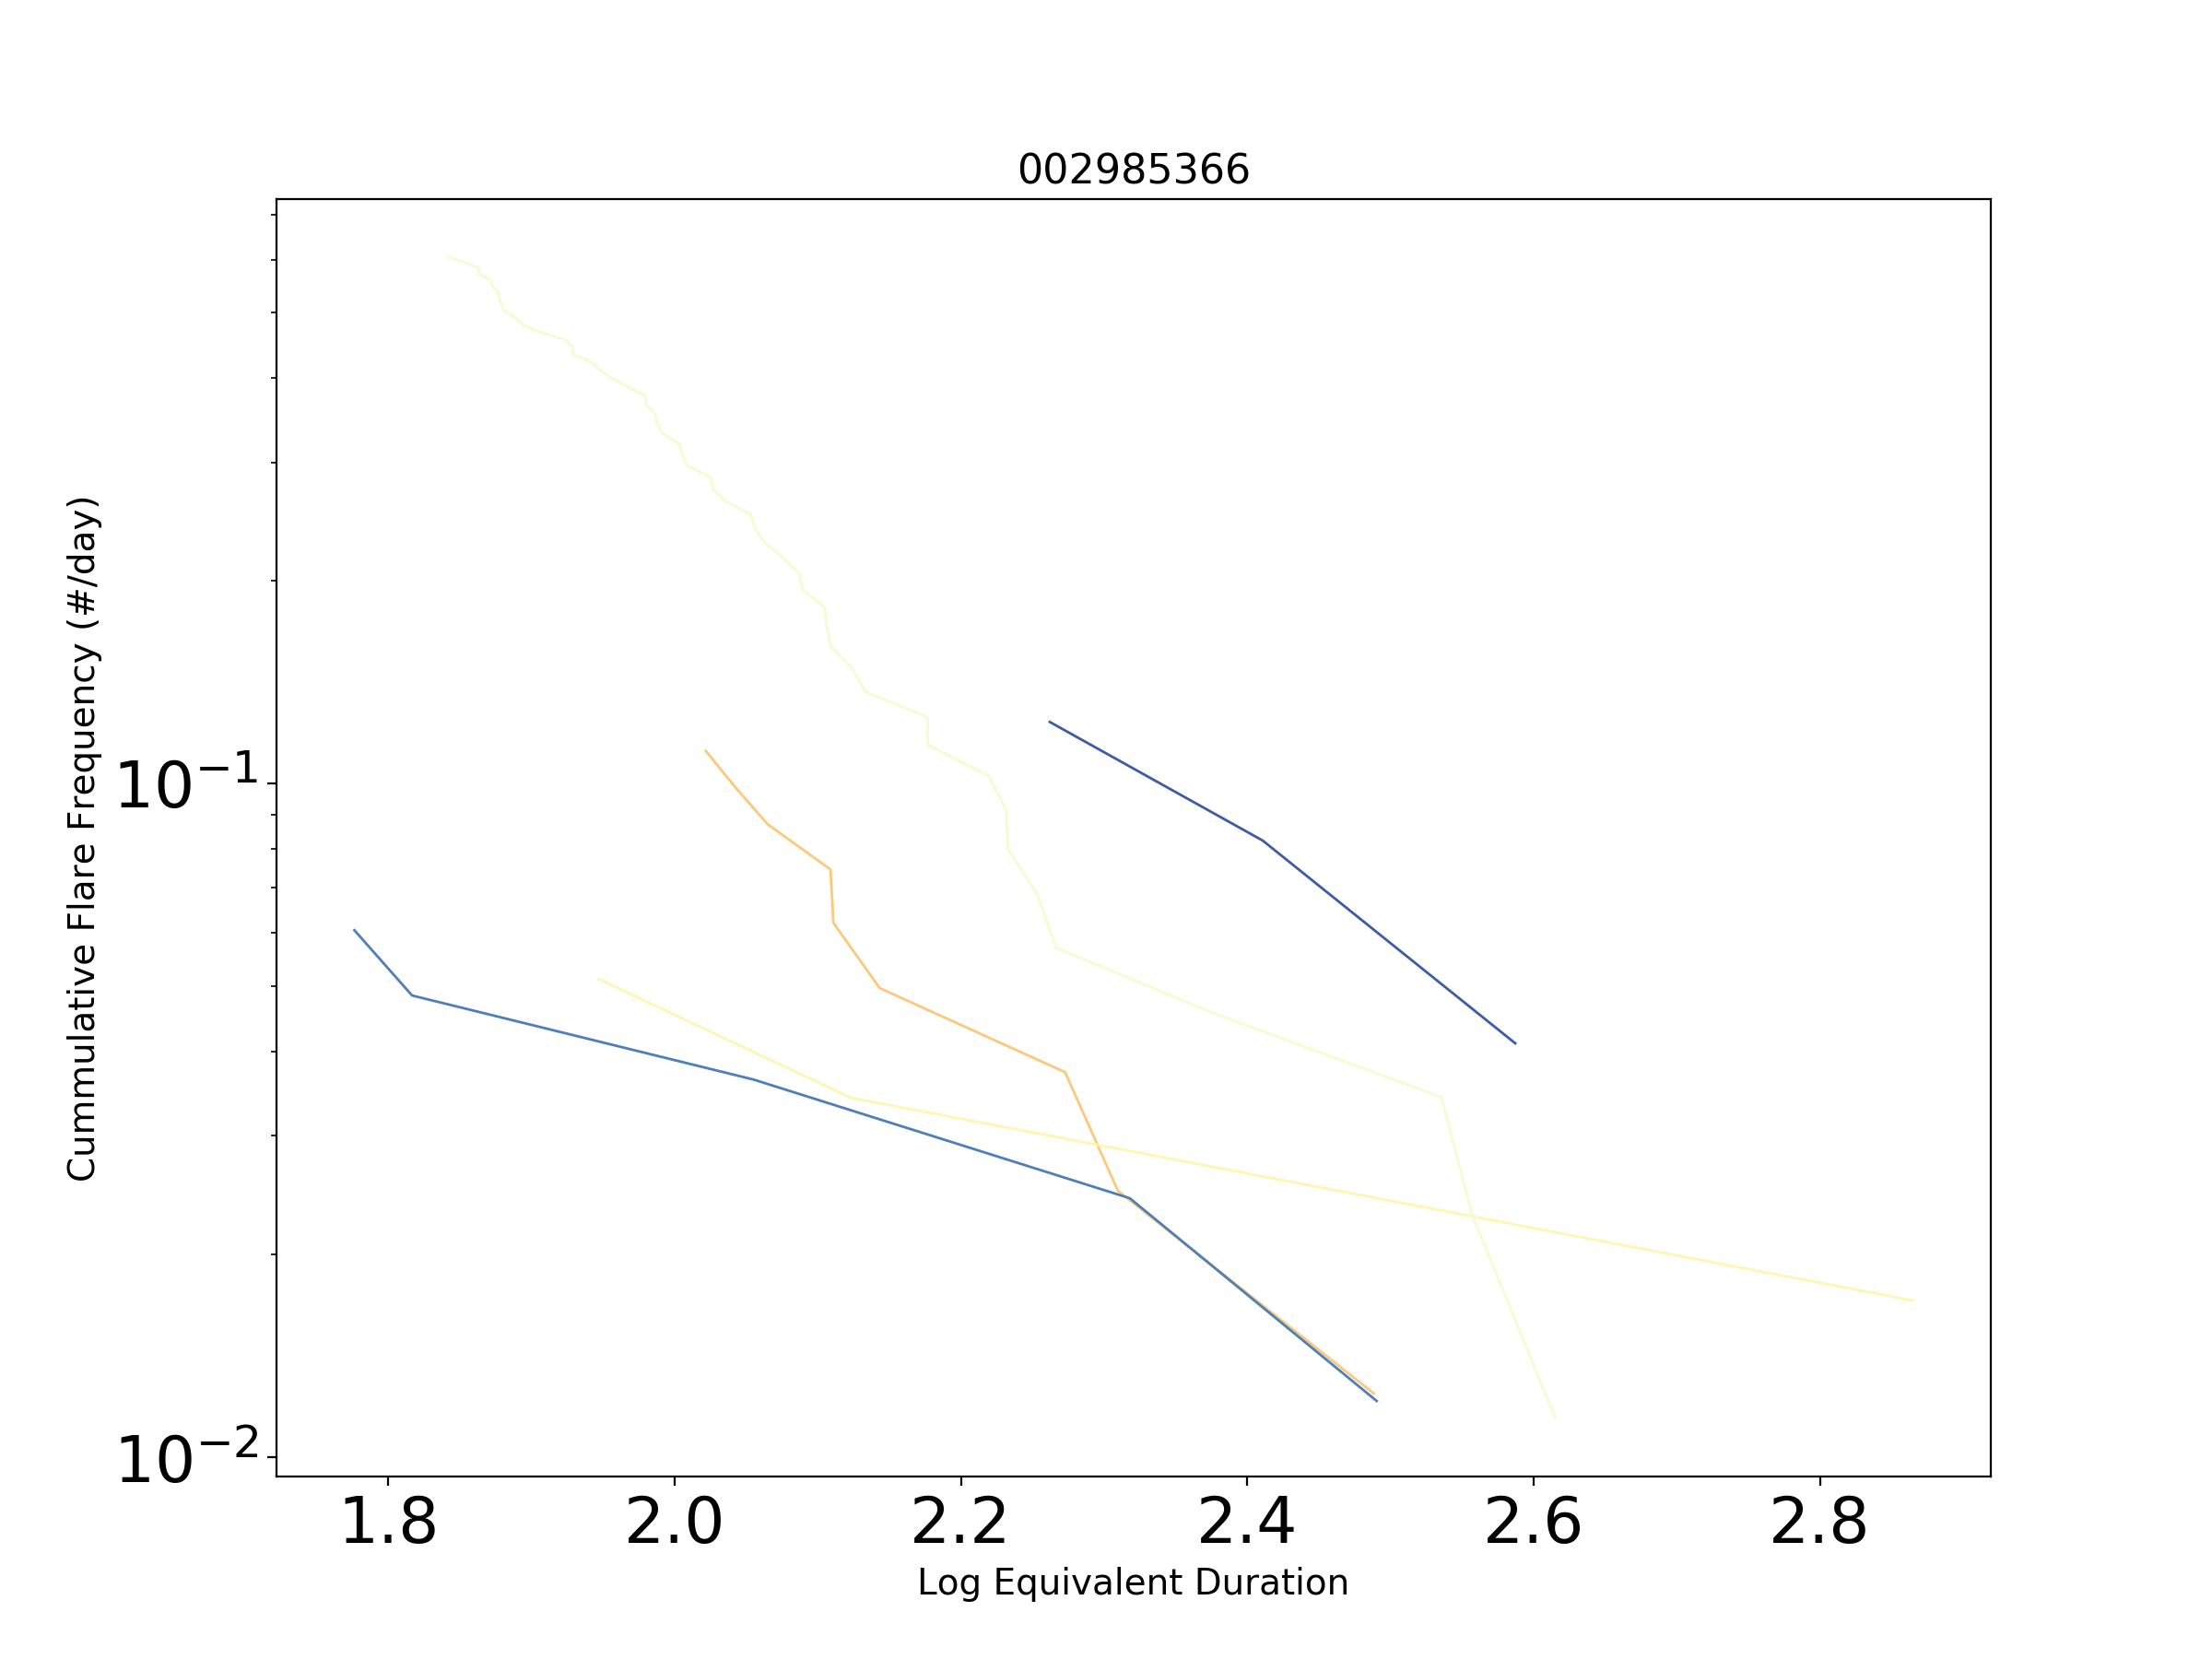 002985366
Cummulative Flare Frequency (#/day)
10⁻¹
10⁻²
1.8 2.0 2.2 2.4 2.6 2.8
Log Equivalent Duration